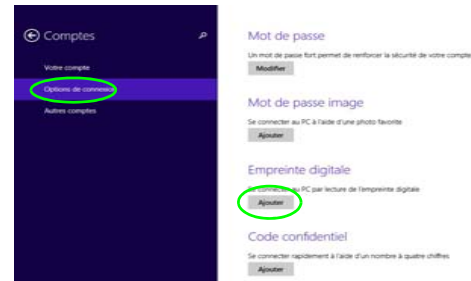 Comptes
Votre compte
Options de connexion
Autres comptes
Mot de passe
Un mot de passe fort permet de renforcer la sécurité de votre compte
Modifier
Mot de passe image
Se connecter au PC à l'aide d'une photo favorite
Ajouter
Empreinte digitale
Se connecter au PC par lecture de l'empreinte digitale
Ajouter
Code confidentiel
Se connecter rapidement à l'aide d'un nombre à quatre chiffres
Ajouter